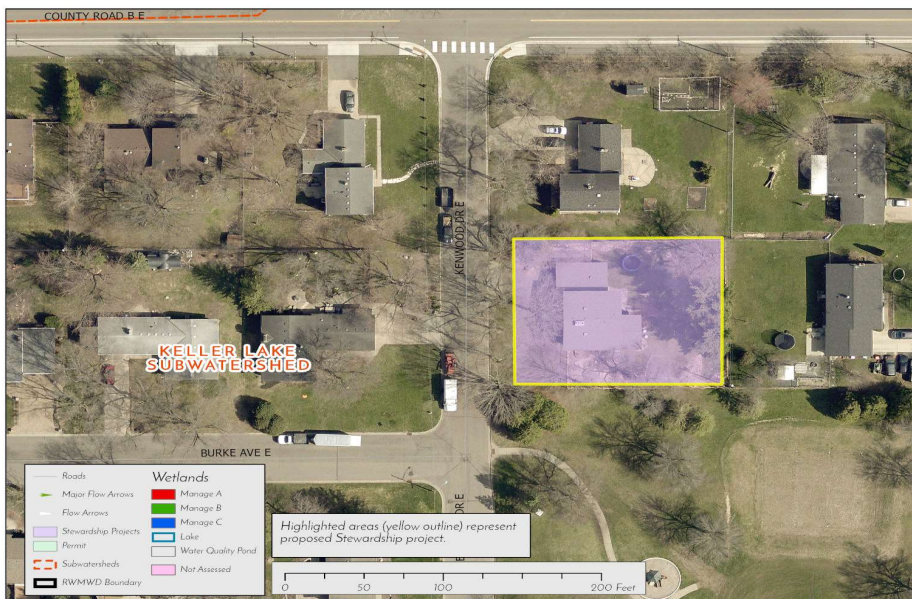 COUNTY ROAD B E
KENWOOD DR E
KELLER LAKE
SUBWATERSHED
BURKE AVE E
DR E
Roads
Major Flow Arrows
Flow Arrows
Stewardship Projects
Permit
Subwatersheds
RWMWD Boundary
Wetlands
Manage A
Manage B
Manage C
Lake
Water Quality Pond
Not Assessed
Highlighted areas (yellow outline) represent
proposed Stewardship project.
0 50 100 200 Feet